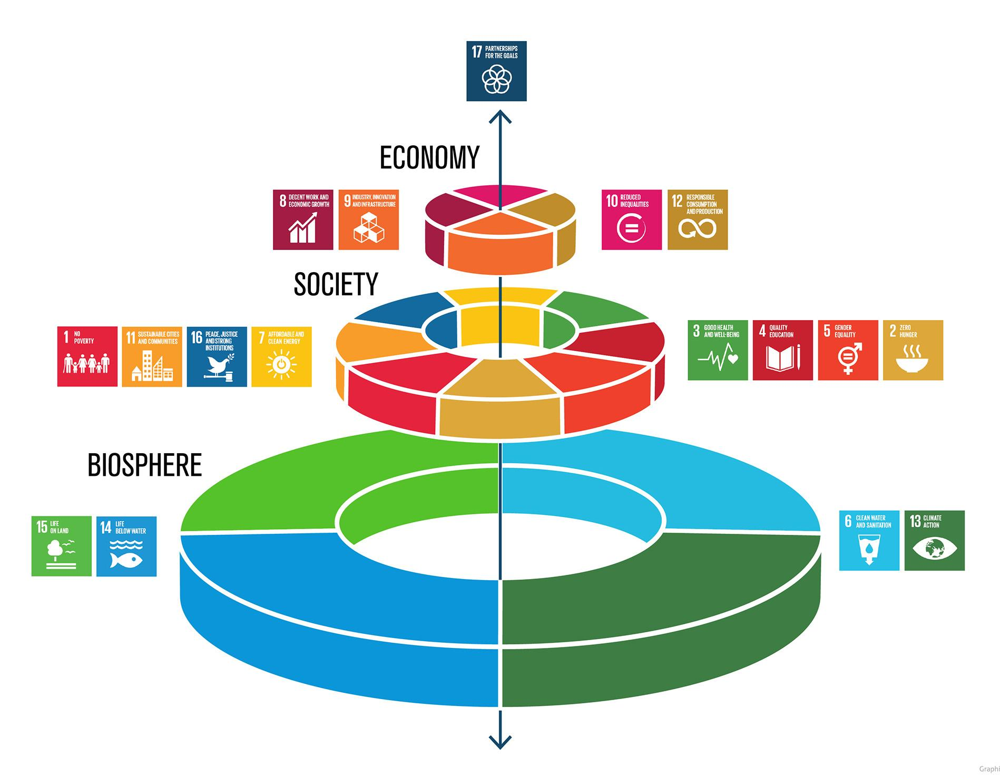 17 PARTNERSHIPS
FOR THE GOALS
ECONOMY
8 DECENT WORK AND
ECONOMIC GROWTH
9 INDUSTRY, INNOVATION
AND INFRASTRUCTURE
10 REDUCED
INEQUALITIES
12 RESPONSIBLE
CONSUMPTION
AND PRODUCTION
SOCIETY
1 NO
POVERTY
11 SUSTAINABLE CITIES
AND COMMUNITIES
16 PEACE, JUSTICE
AND STRONG
INSTITUTIONS
7 AFFORDABLE AND
CLEAN ENERGY
3 GOOD HEALTH
AND WELL-BEING
4 QUALITY
EDUCATION
5 GENDER
EQUALITY
2 ZERO
HUNGER
BIOSPHERE
15 LIFE
ON LAND
14 LIFE
BELOW WATER
6 CLEAN WATER
AND SANITATION
13 CLIMATE
ACTION
Graphi